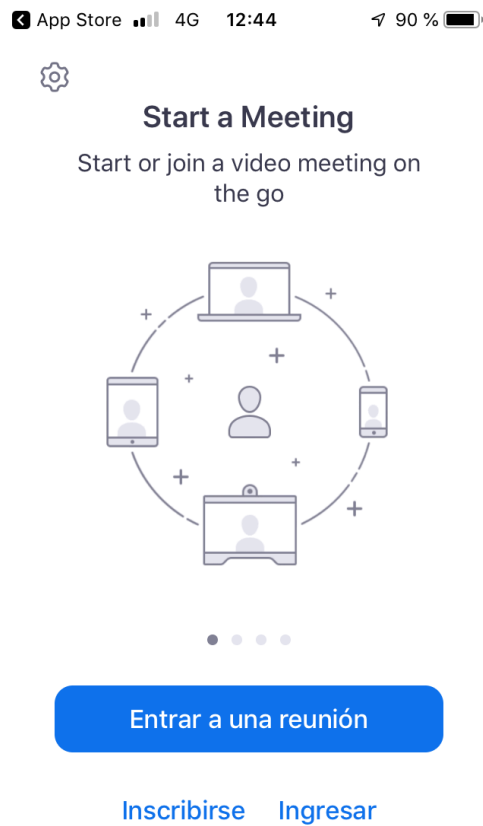 App Store 4G 12:44 90 %
Start a Meeting
Start or join a video meeting on
the go
Entrar a una reunión
Inscribirse Ingresar